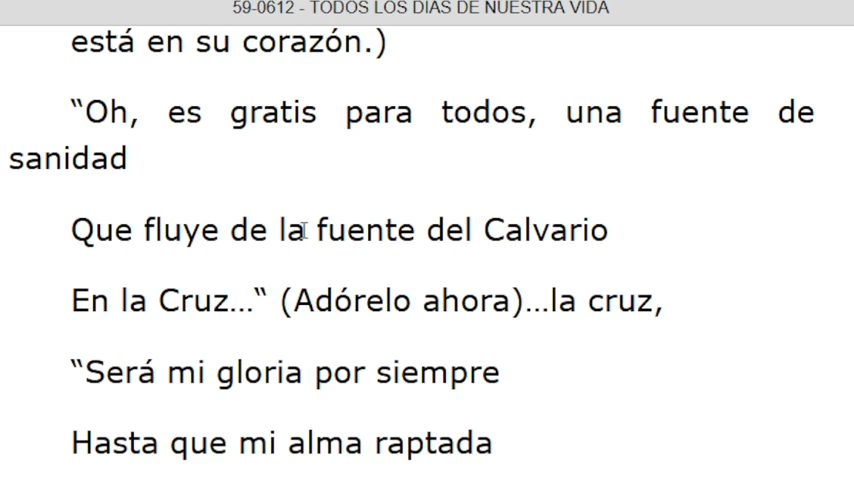 59-0612 - TODOS LOS DIAS DE NUESTRA VIDA
está en su corazón.)
“Oh, es gratis para todos, una fuente de
sanidad
Que fluye de la fuente del Calvario
En la Cruz...“ (Adórelo ahora)...la cruz,
“Será mi gloria por siempre
Hasta que mi alma raptada